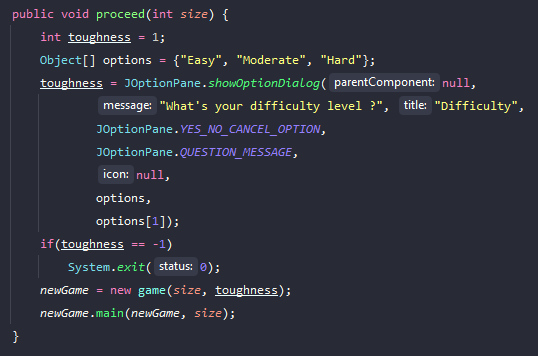 public void proceed(int size) {
int toughness = 1;
Object[] options = {"Easy", "Moderate", "Hard"};
toughness = JOptionPane.showOptionDialog( parentComponent: null,
message: "What's your difficulty level ?", title: "Difficulty",
JOptionPane.YES_NO_CANCEL_OPTION,
JOptionPane.QUESTION_MESSAGE,
icon: null,
options,
options[1]);
if(toughness == -1)
System.exit( status: 0);
newGame = new game(size, toughness);
newGame.main(newGame, size);
}